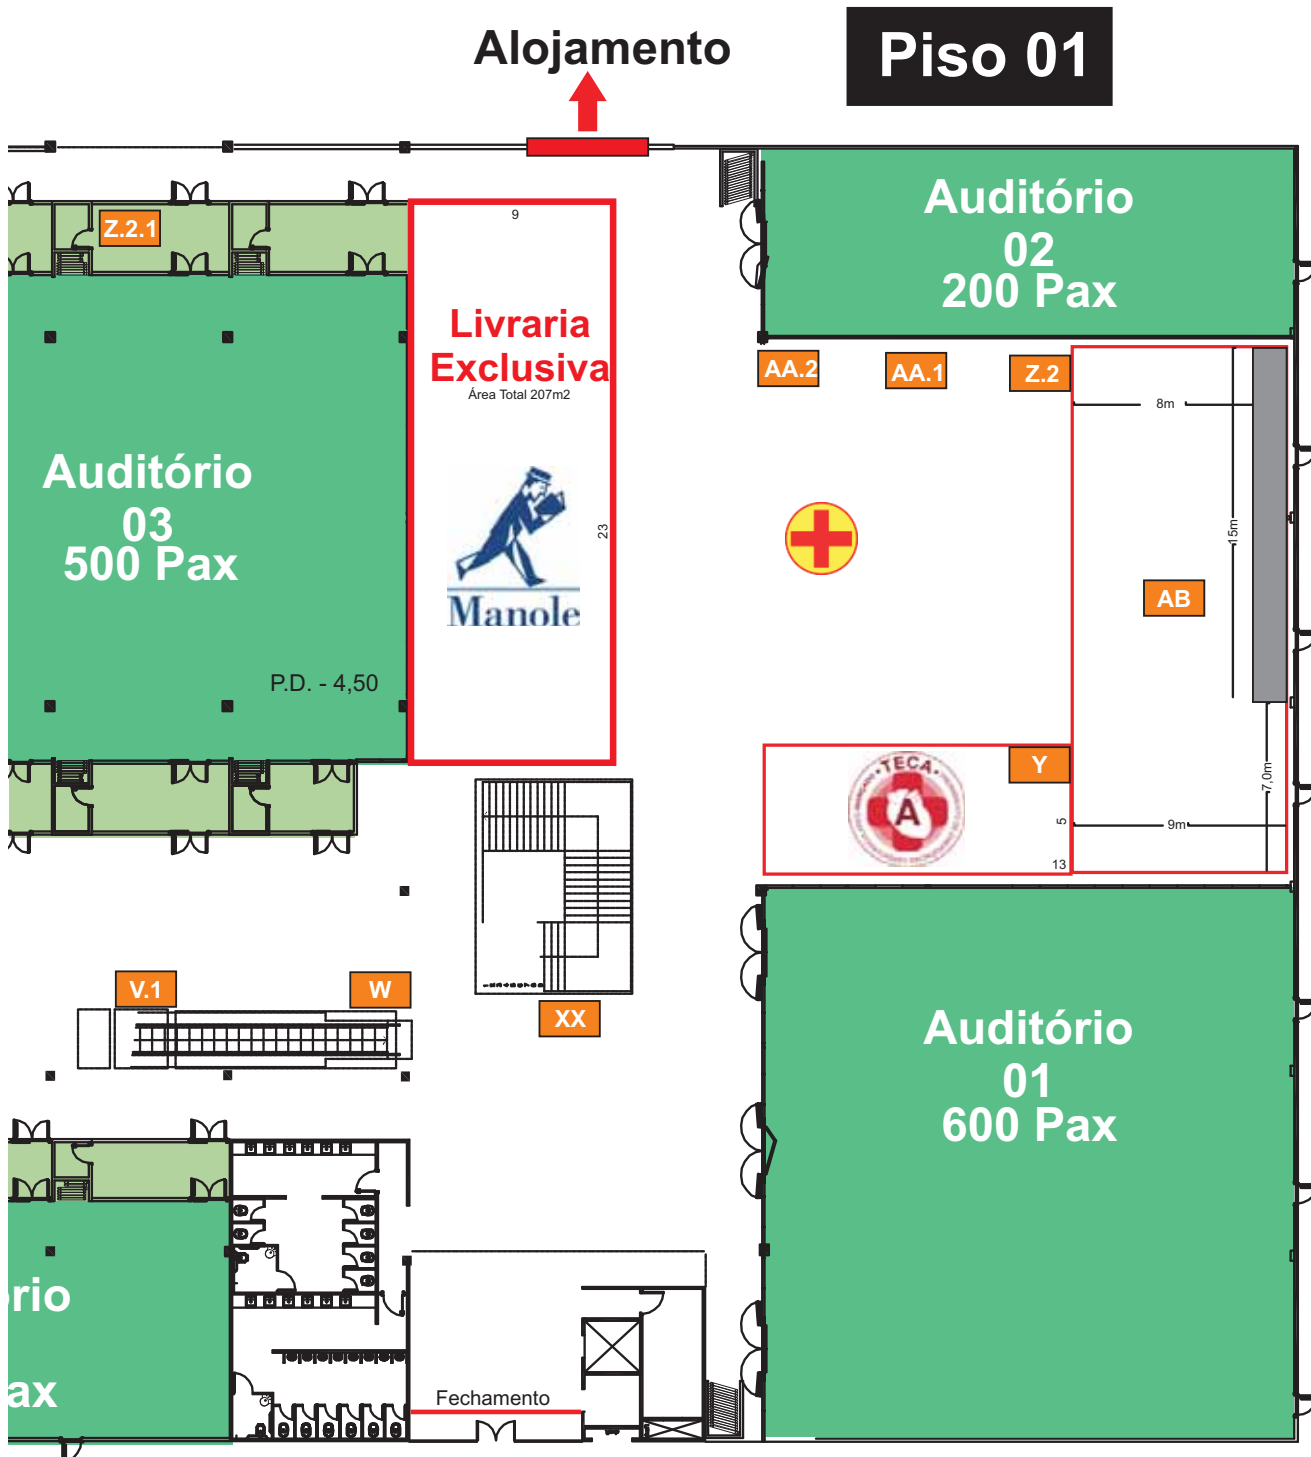 Alojamento
Piso 01
Z.2.1
9
Livraria
Exclusiva
Área Total 207m2
23
Manole
Auditório
02
200 Pax
AA.2
AA.1
Z.2
8m
15m
AB
Auditório
03
500 Pax
P.D. - 4,50
TECA
A
Y
5
13
7,0m
9m
V.1
W
XX
Auditório
01
600 Pax
rio
ax
Fechamento